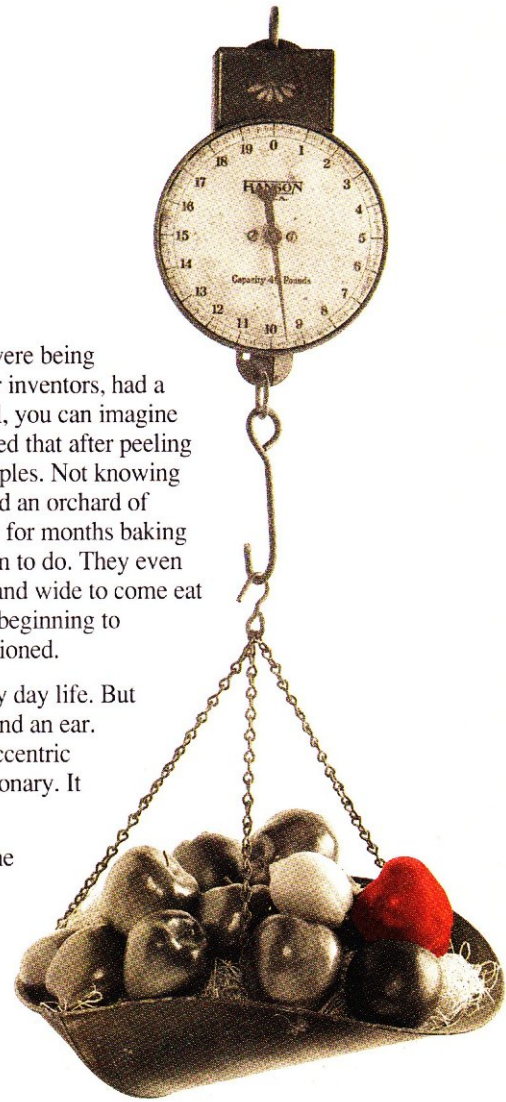 19 0 1
18 2
17 3
HANSON
16 4
15 5
14 6
Capacity Pounds
13 7
12 8
11 10 9
were being
r inventors, had a
l, you can imagine
ed that after peeling
ples. Not knowing
d an orchard of
for months baking
n to do. They even
and wide to come eat
beginning to
ioned.
y day life. But
nd an ear.
ccentric
onary. It
ne